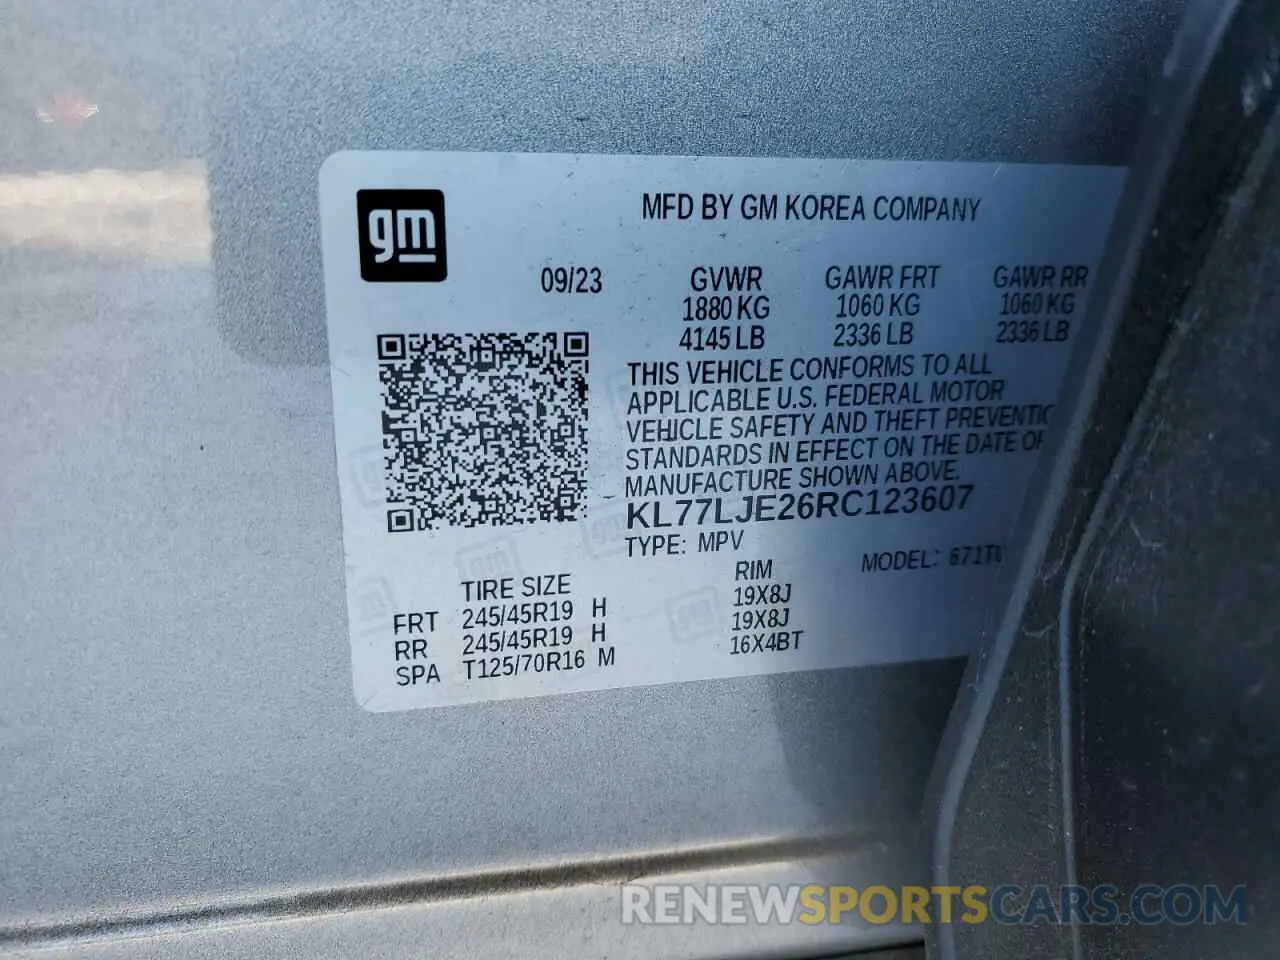 gm
MFD BY GM KOREA COMPANY
09/23 GVWR GAWR FRT GAWR RR
1880 KG 1060 KG 1060 KG
4145 LB 2336 LB 2336 LB
THIS VEHICLE CONFORMS TO ALL
APPLICABLE U.S. FEDERAL MOTOR
VEHICLE SAFETY AND THEFT PREVENTIO
STANDARDS IN EFFECT ON THE DATE OF
MANUFACTURE SHOWN ABOVE.
KL77LJE26RC123607
TYPE: MPV MODEL: 671TU
TIRE SIZE RIM
FRT 245/45R19 H 19X8J
RR 245/45R19 H 19X8J
SPA T125/70R16 M 16X4BT
RENEWSPORTSCARS.COM